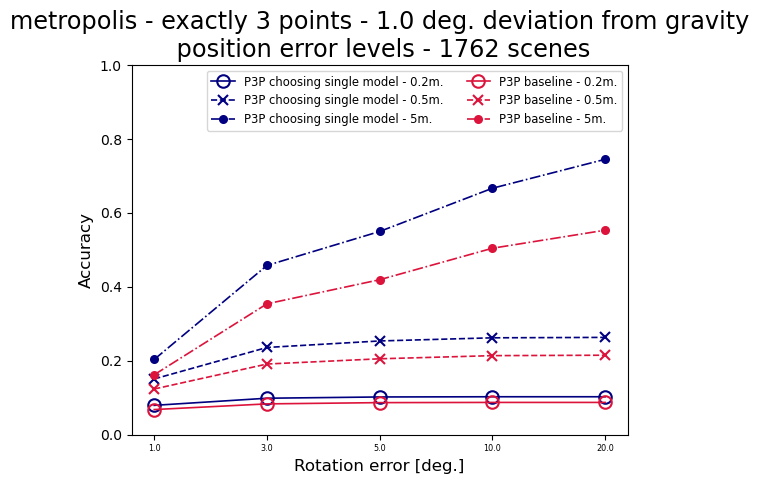 metropolis - exactly 3 points - 1.0 deg. deviation from gravity
position error levels - 1762 scenes
P3P choosing single model - 0.2m.
P3P choosing single model - 0.5m.
P3P choosing single model - 5m.
P3P baseline - 0.2m.
P3P baseline - 0.5m.
P3P baseline - 5m.
Accuracy
1.0
0.8
0.6
0.4
0.2
0.0
1.0 3.0 5.0 10.0 20.0
Rotation error [deg.]